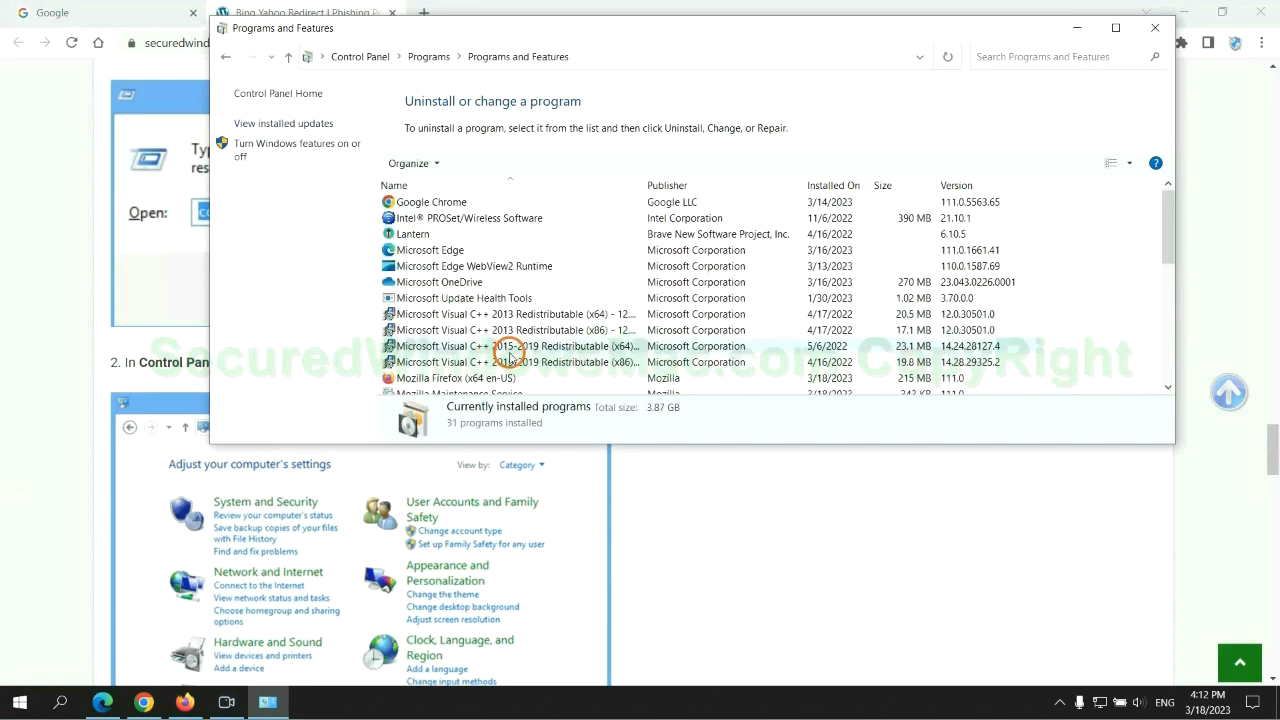 Google
Bing Yahoo Redirect | Phishing P
securedwind
Programs and Features
Control Panel > Programs > Programs and Features
Search Programs and Features
Control Panel Home
View installed updates
Turn Windows features on or
off
Uninstall or change a program
To uninstall a program, select it from the list and then click Uninstall, Change, or Repair.
Organize
Name Publisher Installed On Size Version
Google Chrome Google LLC 3/14/2023 111.0.5563.65
Intel® PROSet/Wireless Software Intel Corporation 11/6/2022 390 MB 21.10.1
Lantern Brave New Software Project, Inc. 4/16/2022 6.10.5
Microsoft Edge Microsoft Corporation 3/16/2023 111.0.1661.41
Microsoft Edge WebView2 Runtime Microsoft Corporation 3/13/2023 110.0.1587.69
Microsoft OneDrive Microsoft Corporation 3/16/2023 270 MB 23.043.0226.0001
Microsoft Update Health Tools Microsoft Corporation 1/30/2023 1.02 MB 3.70.0.0
Microsoft Visual C++ 2013 Redistributable (x64) - 12.... Microsoft Corporation 4/17/2022 20.5 MB 12.0.30501.0
Microsoft Visual C++ 2013 Redistributable (x86) - 12.... Microsoft Corporation 4/17/2022 17.1 MB 12.0.30501.0
Microsoft Visual C++ 2015-2019 Redistributable (x64)... Microsoft Corporation 5/6/2022 23.1 MB 14.24.28127.4
Microsoft Visual C++ 2015-2019 Redistributable (x86)... Microsoft Corporation 4/16/2022 19.8 MB 14.28.29325.2
Mozilla Firefox (x64 en-US) Mozilla 3/18/2023 215 MB 111.0
Mozilla Maintenance Service Mozilla 3/18/2023 343 KB 111.0
Currently installed programs Total size: 3.87 GB
31 programs installed
Ty
res
Open:
2. In Control Pan
Adjust your computer's settings
View by: Category
System and Security
Review your computer's status
Save backup copies of your files
with File History
Find and fix problems
Network and Internet
Connect to the Internet
View network status and tasks
Choose homegroup and sharing
options
Hardware and Sound
View devices and printers
Add a device
User Accounts and Family
Safety
Change account type
Set up Family Safety for any user
Appearance and
Personalization
Change the theme
Change desktop background
Adjust screen resolution
Clock, Language, and
Region
Add a language
Change input methods
ENG
4:12 PM
3/18/2023